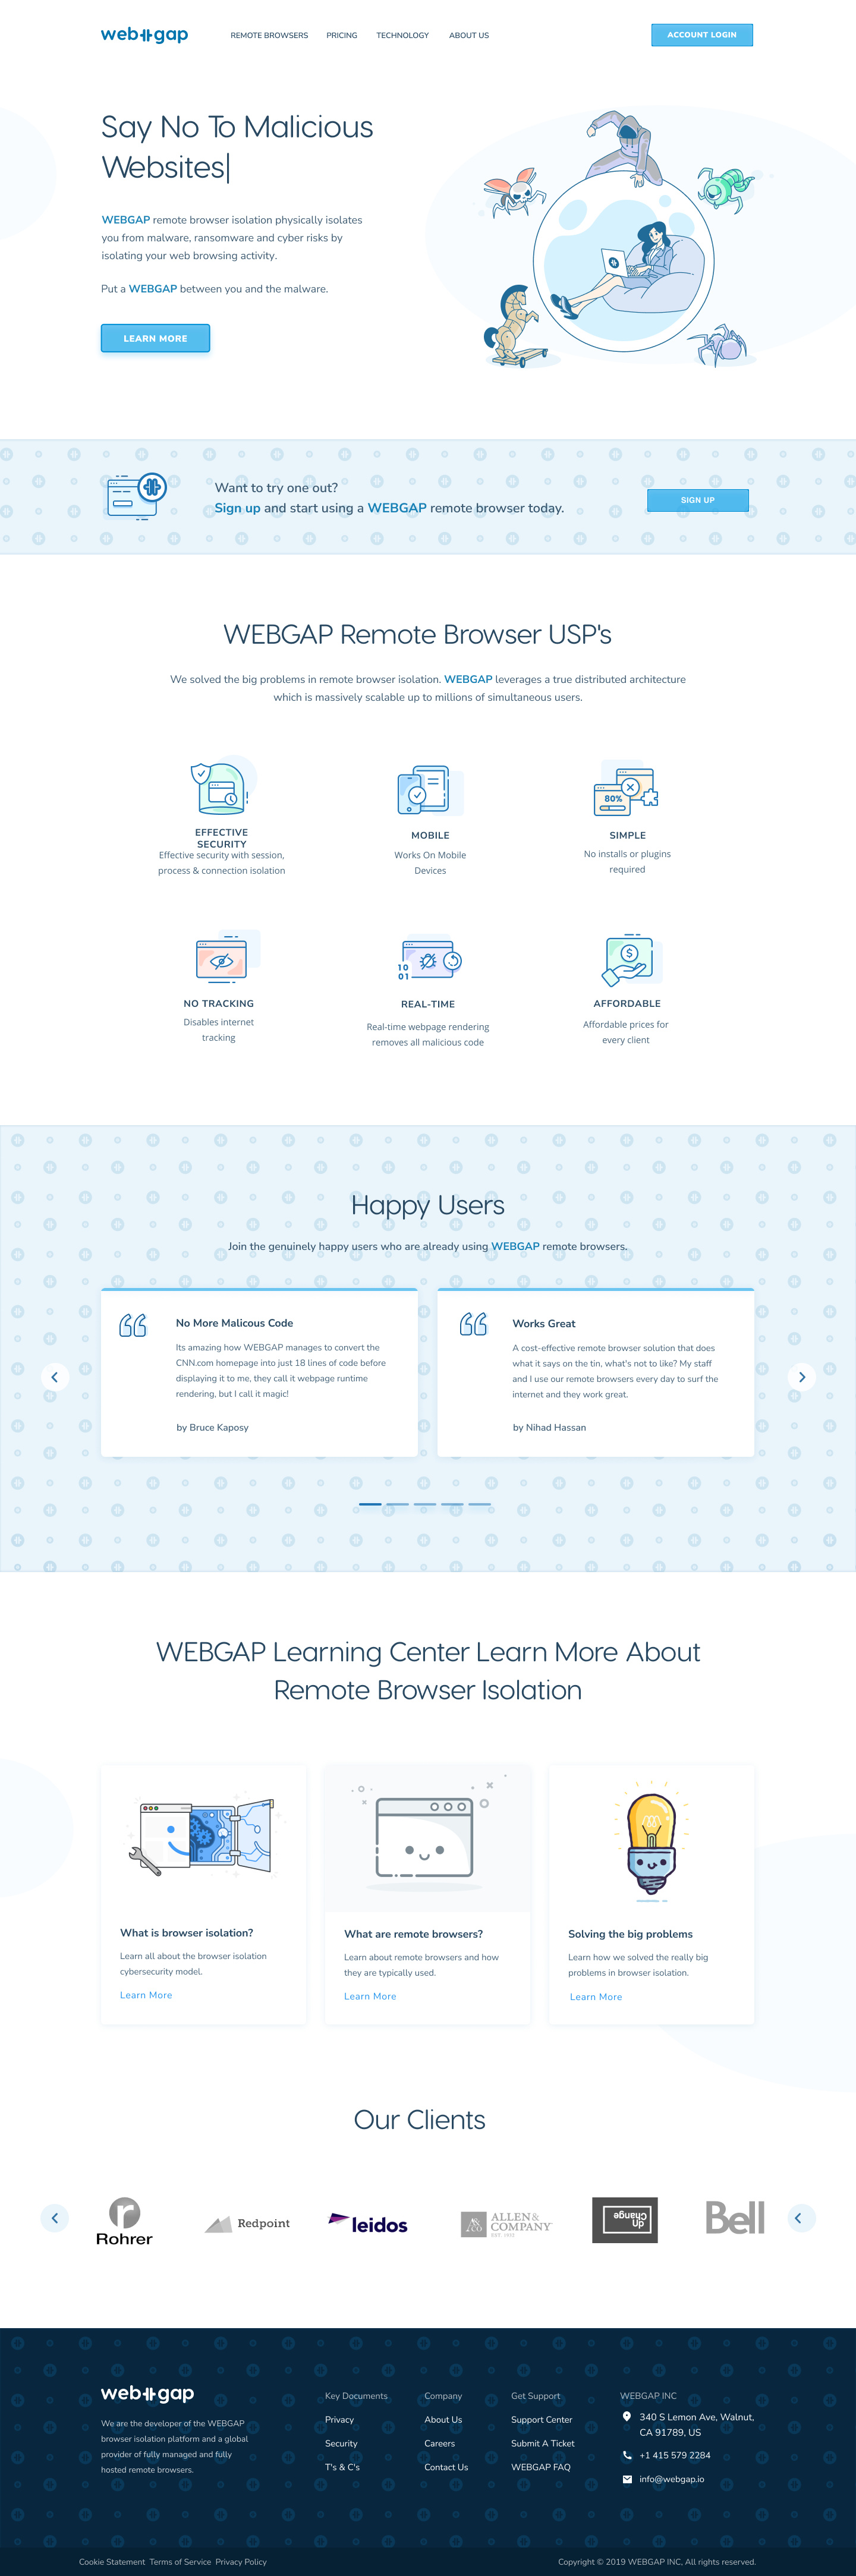 web gap
REMOTE BROWSERS PRICING TECHNOLOGY ABOUT US
ACCOUNT LOGIN
Say No To Malicious
Websites|
WEBGAP remote browser isolation physically isolates
you from malware, ransomware and cyber risks by
isolating your web browsing activity.
Put a WEBGAP between you and the malware.
LEARN MORE
Want to try one out?
Sign up and start using a WEBGAP remote browser today.
SIGN UP
WEBGAP Remote Browser USP's
We solved the big problems in remote browser isolation. WEBGAP leverages a true distributed architecture
which is massively scalable up to millions of simultaneous users.
EFFECTIVE
SECURITY
Effective security with session,
process & connection isolation
MOBILE
Works On Mobile
Devices
80%
SIMPLE
No installs or plugins
required
NO TRACKING
Disables internet
tracking
10
01
REAL-TIME
Real-time webpage rendering
removes all malicious code
$
AFFORDABLE
Affordable prices for
every client
Happy Users
Join the genuinely happy users who are already using WEBGAP remote browsers.
No More Malicous Code
Its amazing how WEBGAP manages to convert the
CNN.com homepage into just 18 lines of code before
displaying it to me, they call it webpage runtime
rendering, but I call it magic!
by Bruce Kaposy
Works Great
A cost-effective remote browser solution that does
what it says on the tin, what's not to like? My staff
and I use our remote browsers every day to surf the
internet and they work great.
by Nihad Hassan
WEBGAP Learning Center Learn More About
Remote Browser Isolation
What is browser isolation?
Learn all about the browser isolation
cybersecurity model.
Learn More
What are remote browsers?
Learn about remote browsers and how
they are typically used.
Learn More
Solving the big problems
Learn how we solved the really big
problems in browser isolation.
Learn More
Our Clients
r
Rohrer
Redpoint
leidos
A&
CO
ALLEN &
COMPANY
EST. 1912
up
Change
Bell
web gap
We are the developer of the WEBGAP
browser isolation platform and a global
provider of fully managed and fully
hosted remote browsers.
Key Documents
Privacy
Security
T's & C's
Company
About Us
Careers
Contact Us
Get Support
Support Center
Submit A Ticket
WEBGAP FAQ
WEBGAP INC
340 S Lemon Ave, Walnut,
CA 91789, US
+1 415 579 2284
info@webgap.io
Cookie Statement Terms of Service Privacy Policy
Copyright © 2019 WEBGAP INC, All rights reserved.